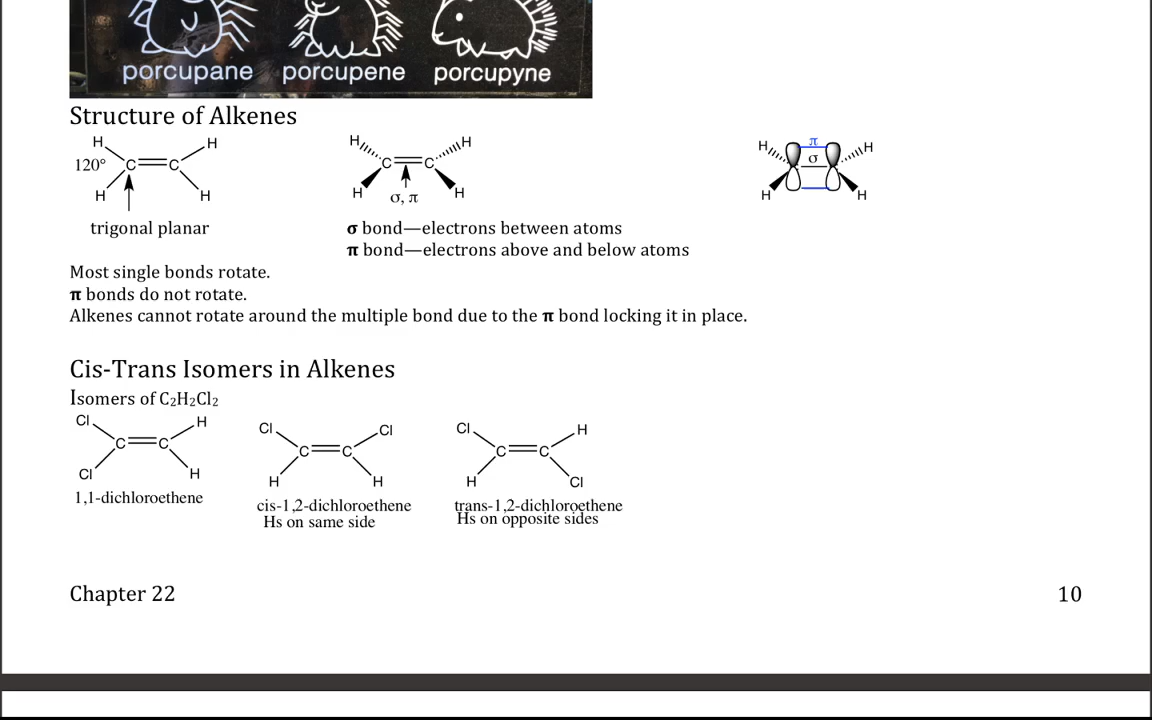 porcupane porcupene porcupyne
Structure of Alkenes
H H
120° C C
H H
trigonal planar
H H
C C
H σ, π H
H π H
σ
H H
σ bond—electrons between atoms
π bond—electrons above and below atoms
Most single bonds rotate.
π bonds do not rotate.
Alkenes cannot rotate around the multiple bond due to the π bond locking it in place.
Cis-Trans Isomers in Alkenes
Isomers of C₂H₂Cl₂
Cl H
C C
Cl H
1,1-dichloroethene
Cl Cl
C C
H H
cis-1,2-dichloroethene
Hs on same side
Cl H
C C
H Cl
trans-1,2-dichloroethene
Hs on opposite sides
Chapter 22 10